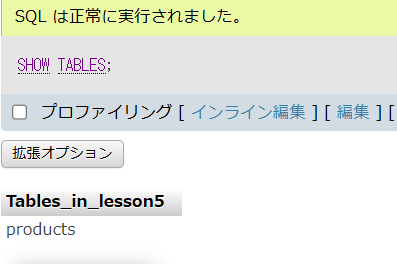 SQL は正常に実行されました。
SHOW TABLES;
プロファイリング [ インライン編集 ] [ 編集 ] [
拡張オプション
Tables_in_lesson5
products